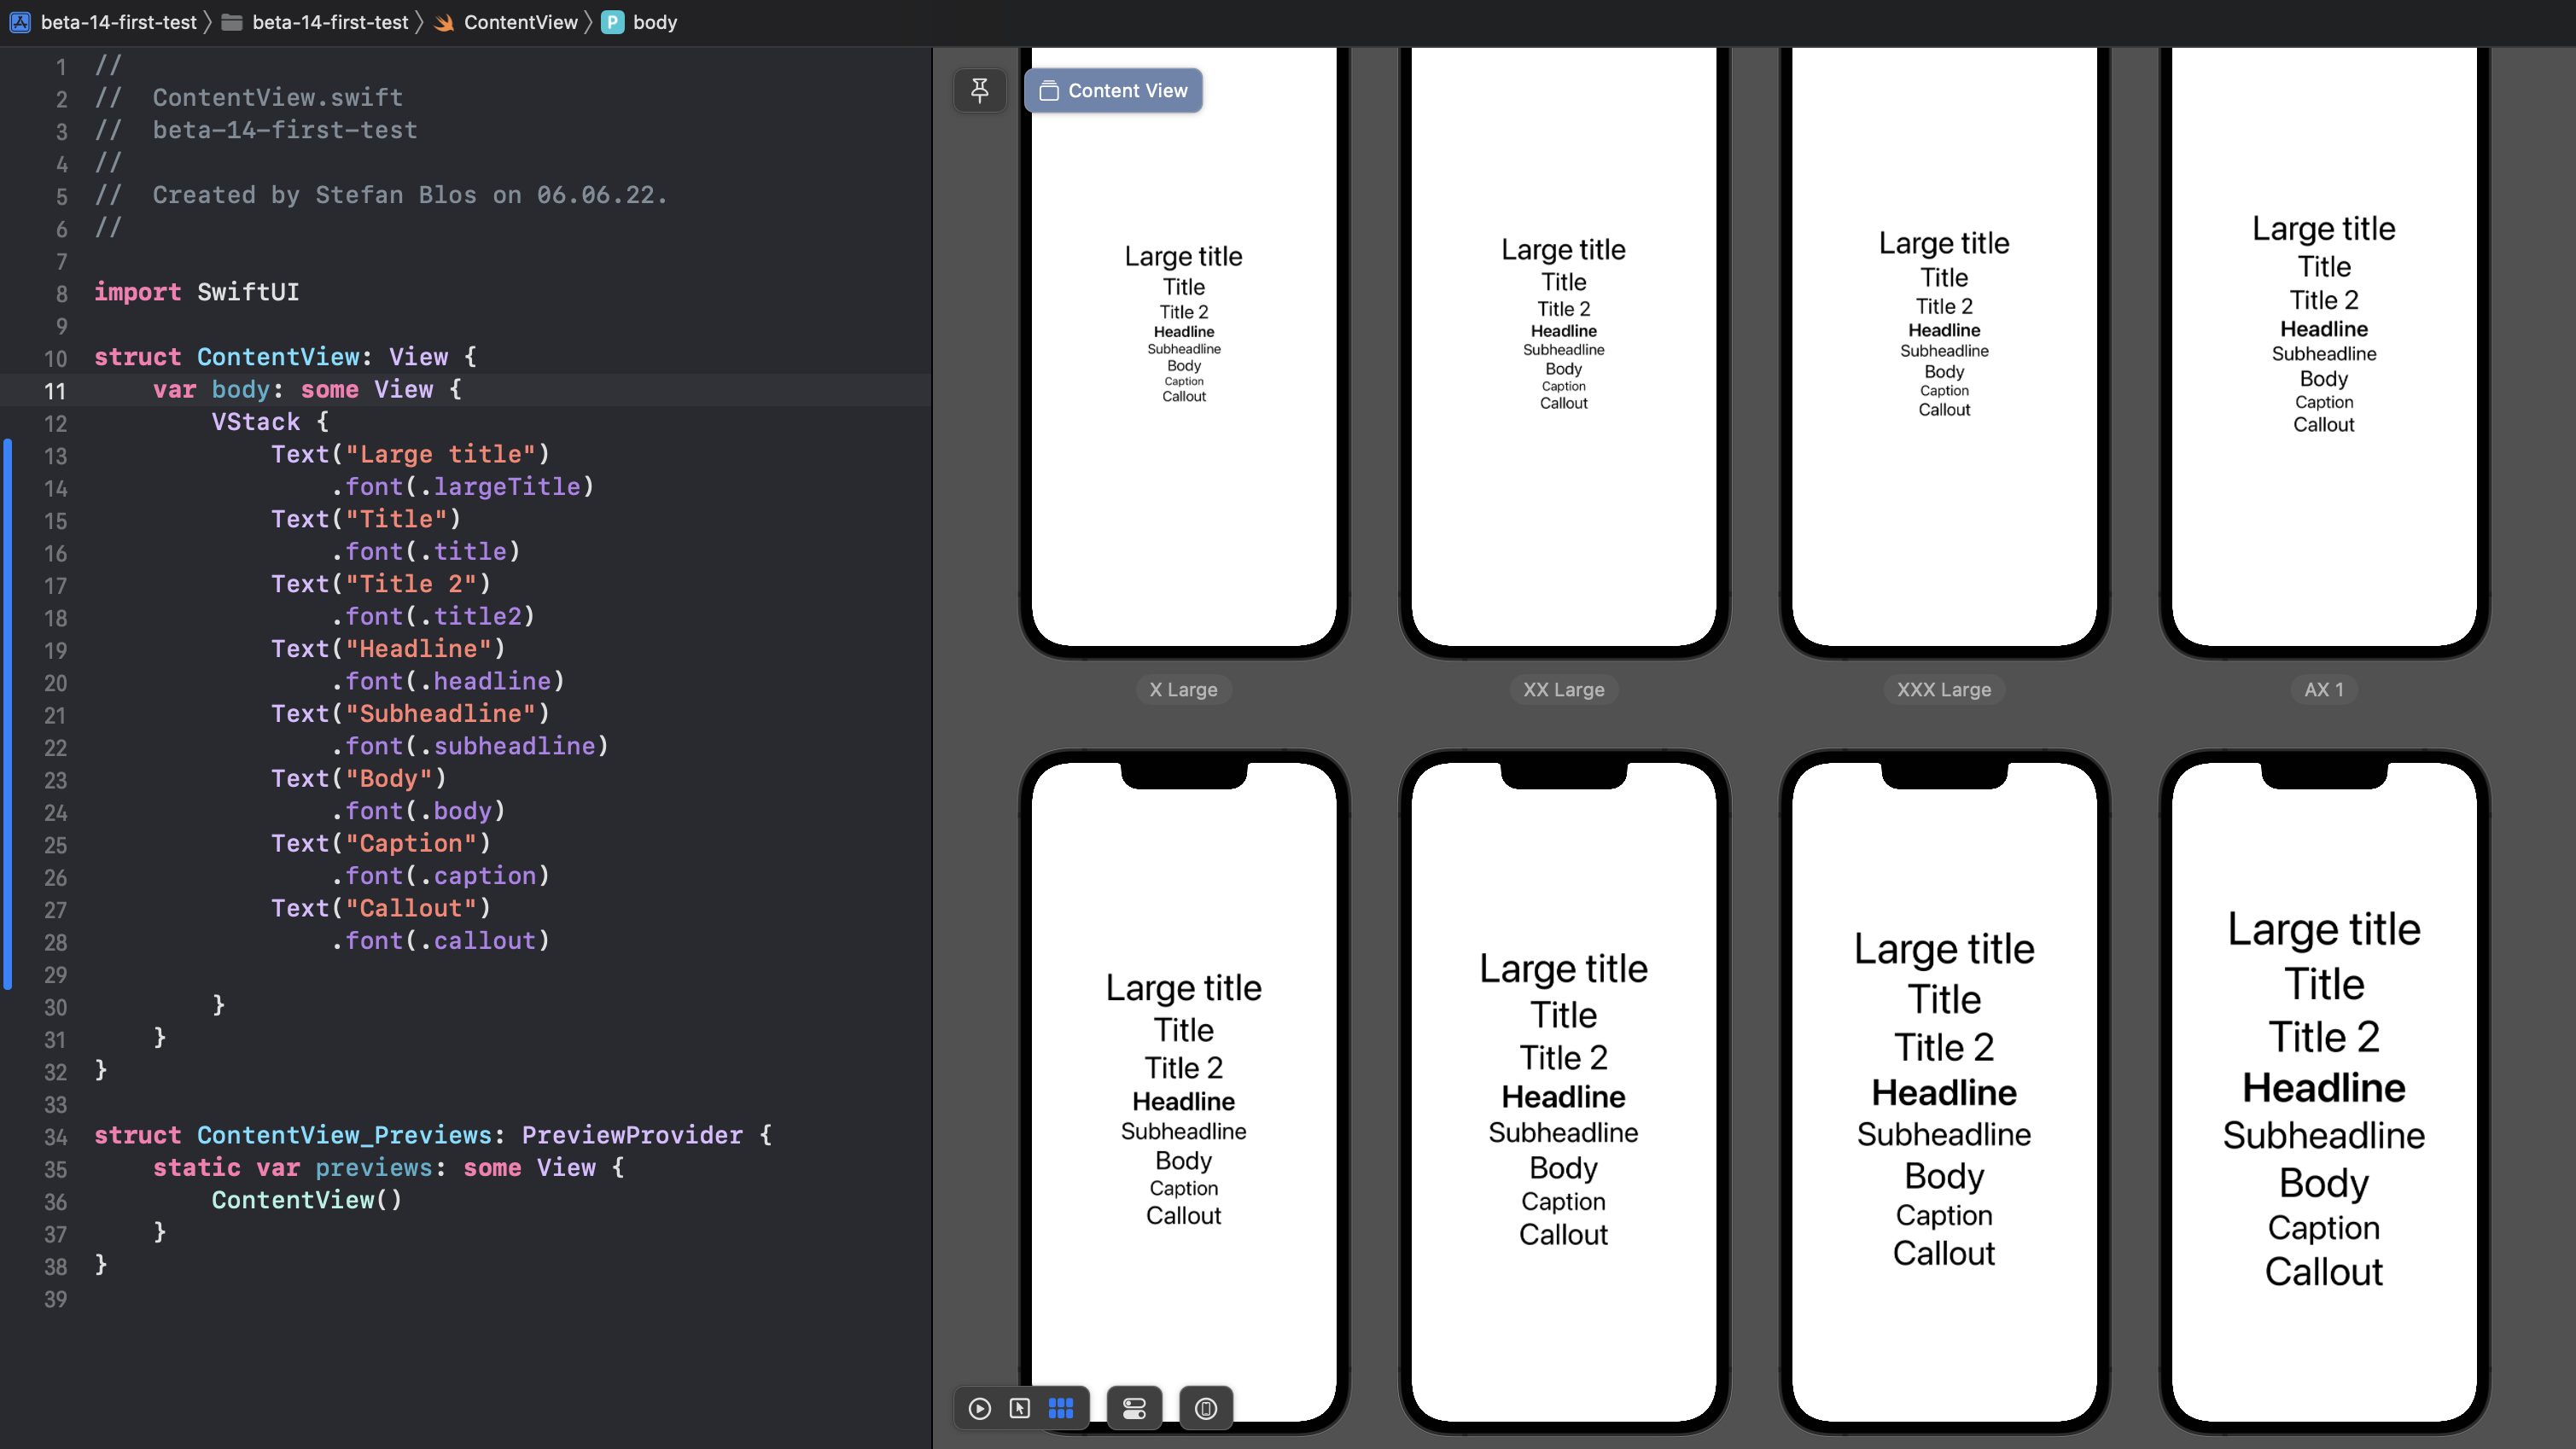 beta-14-first-test
beta-14-first-test
ContentView
P
body
1 //
2 //  ContentView.swift
3 //  beta-14-first-test
4 //
5 //  Created by Stefan Blos on 06.06.22.
6 //
7
8 import SwiftUI
9
10 struct ContentView: View {
11     var body: some View {
12         VStack {
13             Text("Large title")
14                 .font(.largeTitle)
15             Text("Title")
16                 .font(.title)
17             Text("Title 2")
18                 .font(.title2)
19             Text("Headline")
20                 .font(.headline)
21             Text("Subheadline")
22                 .font(.subheadline)
23             Text("Body")
24                 .font(.body)
25             Text("Caption")
26                 .font(.caption)
27             Text("Callout")
28                 .font(.callout)
29
30         }
31     }
32 }
33
34 struct ContentView_Previews: PreviewProvider {
35     static var previews: some View {
36         ContentView()
37     }
38 }
39
Content View
Large title
Title
Title 2
Headline
Subheadline
Body
Caption
Callout
X Large
Large title
Title
Title 2
Headline
Subheadline
Body
Caption
Callout
XX Large
Large title
Title
Title 2
Headline
Subheadline
Body
Caption
Callout
XXX Large
Large title
Title
Title 2
Headline
Subheadline
Body
Caption
Callout
AX 1
Large title
Title
Title 2
Headline
Subheadline
Body
Caption
Callout
Large title
Title
Title 2
Headline
Subheadline
Body
Caption
Callout
Large title
Title
Title 2
Headline
Subheadline
Body
Caption
Callout
Large title
Title
Title 2
Headline
Subheadline
Body
Caption
Callout